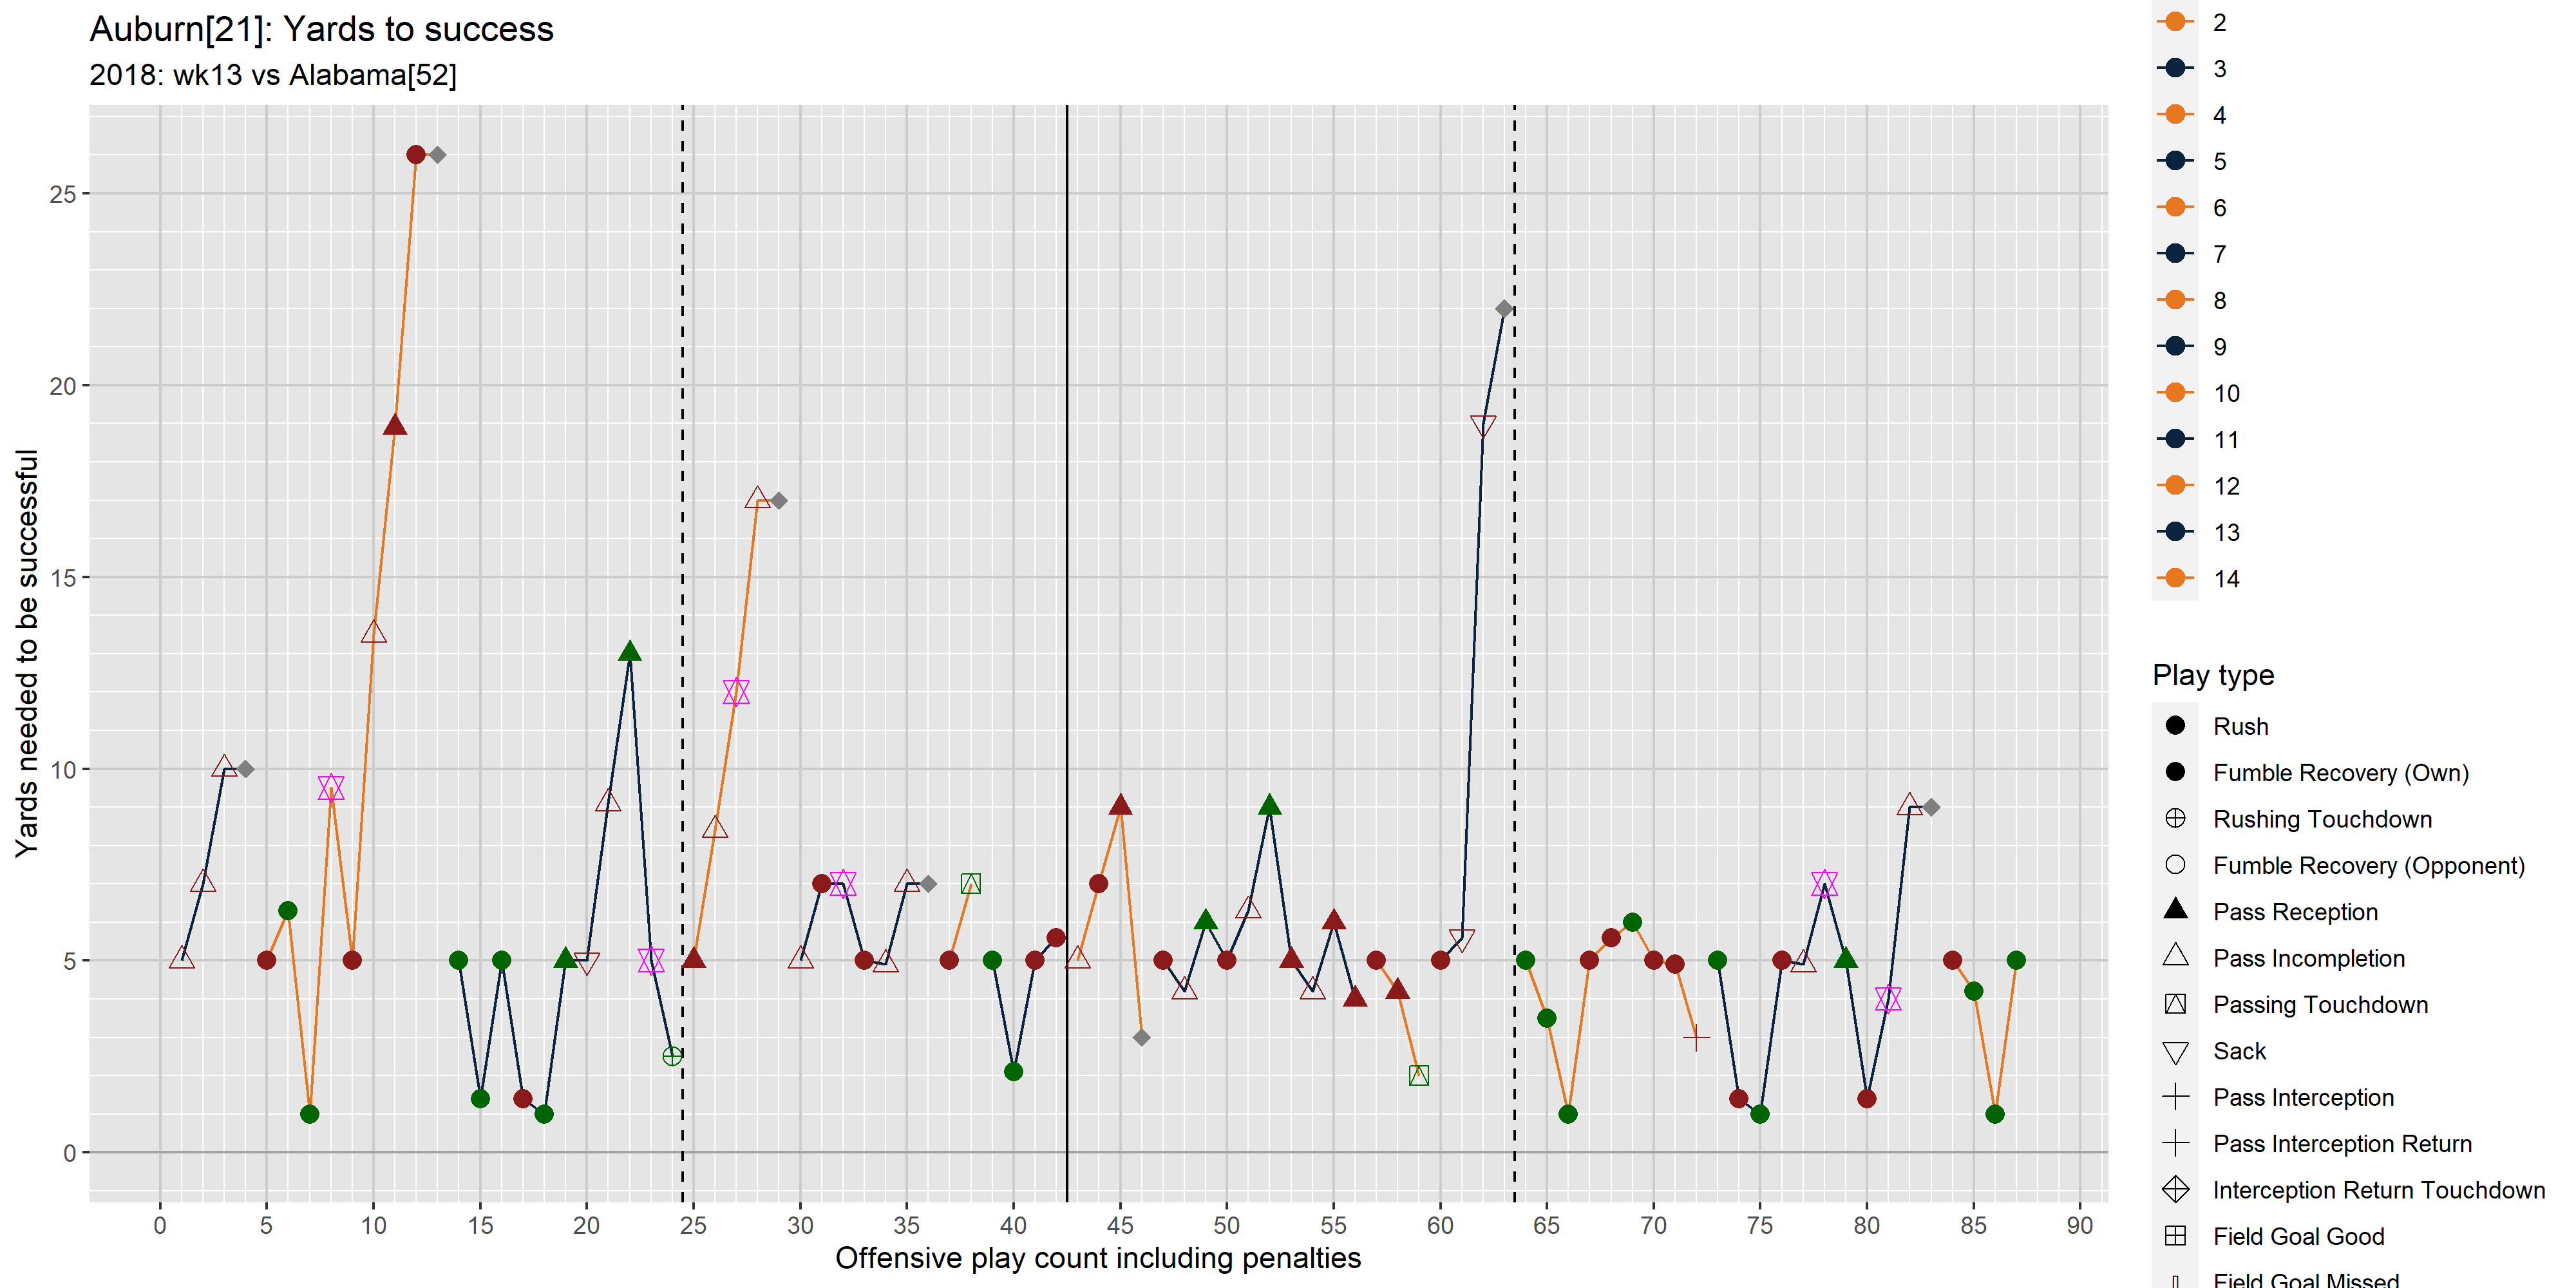 Auburn[21]: Yards to success
2018: wk13 vs Alabama[52]
Yards needed to be successful
25
20
15
10
5
0
0 5 10 15 20 25 30 35 40 45 50 55 60 65 70 75 80 85 90
Offensive play count including penalties
2
3
4
5
6
7
8
9
10
11
12
13
14
Play type
Rush
Fumble Recovery (Own)
Rushing Touchdown
Fumble Recovery (Opponent)
Pass Reception
Pass Incompletion
Passing Touchdown
Sack
Pass Interception
Pass Interception Return
Interception Return Touchdown
Field Goal Good
Field Goal Missed